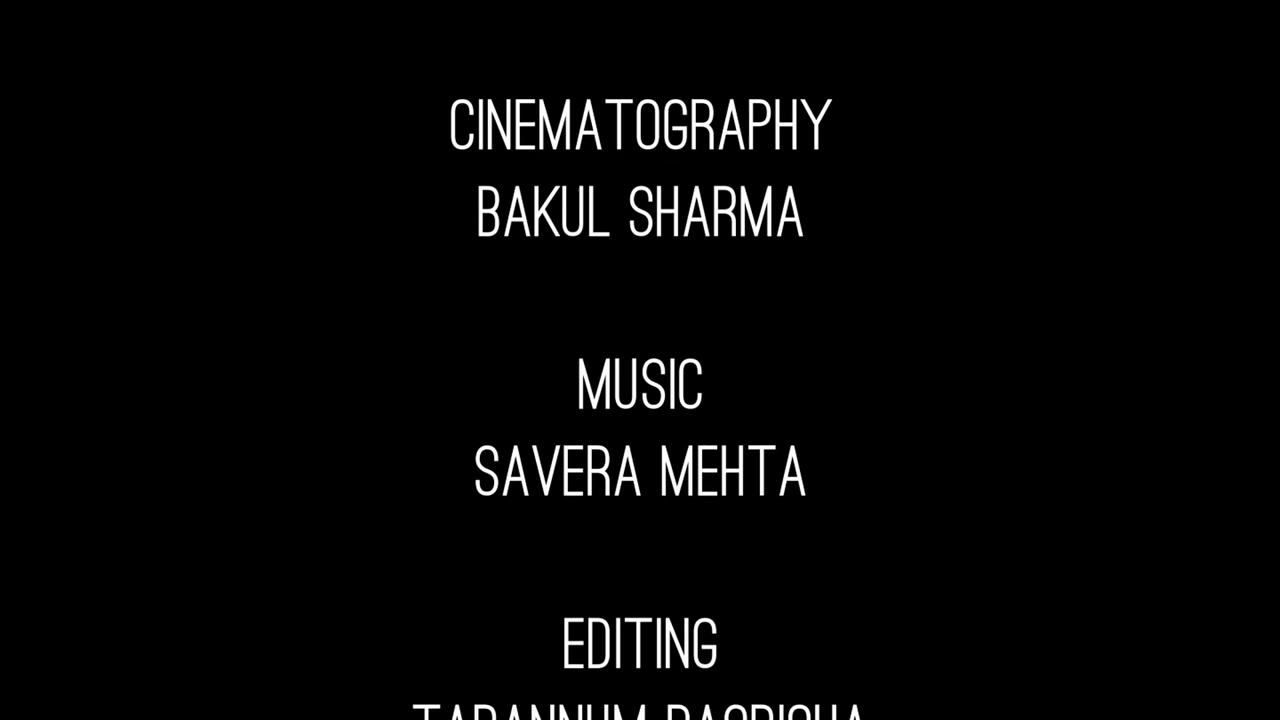 CINEMATOGRAPHY
BAKUL SHARMA
MUSIC
SAVERA MEHTA
EDITING